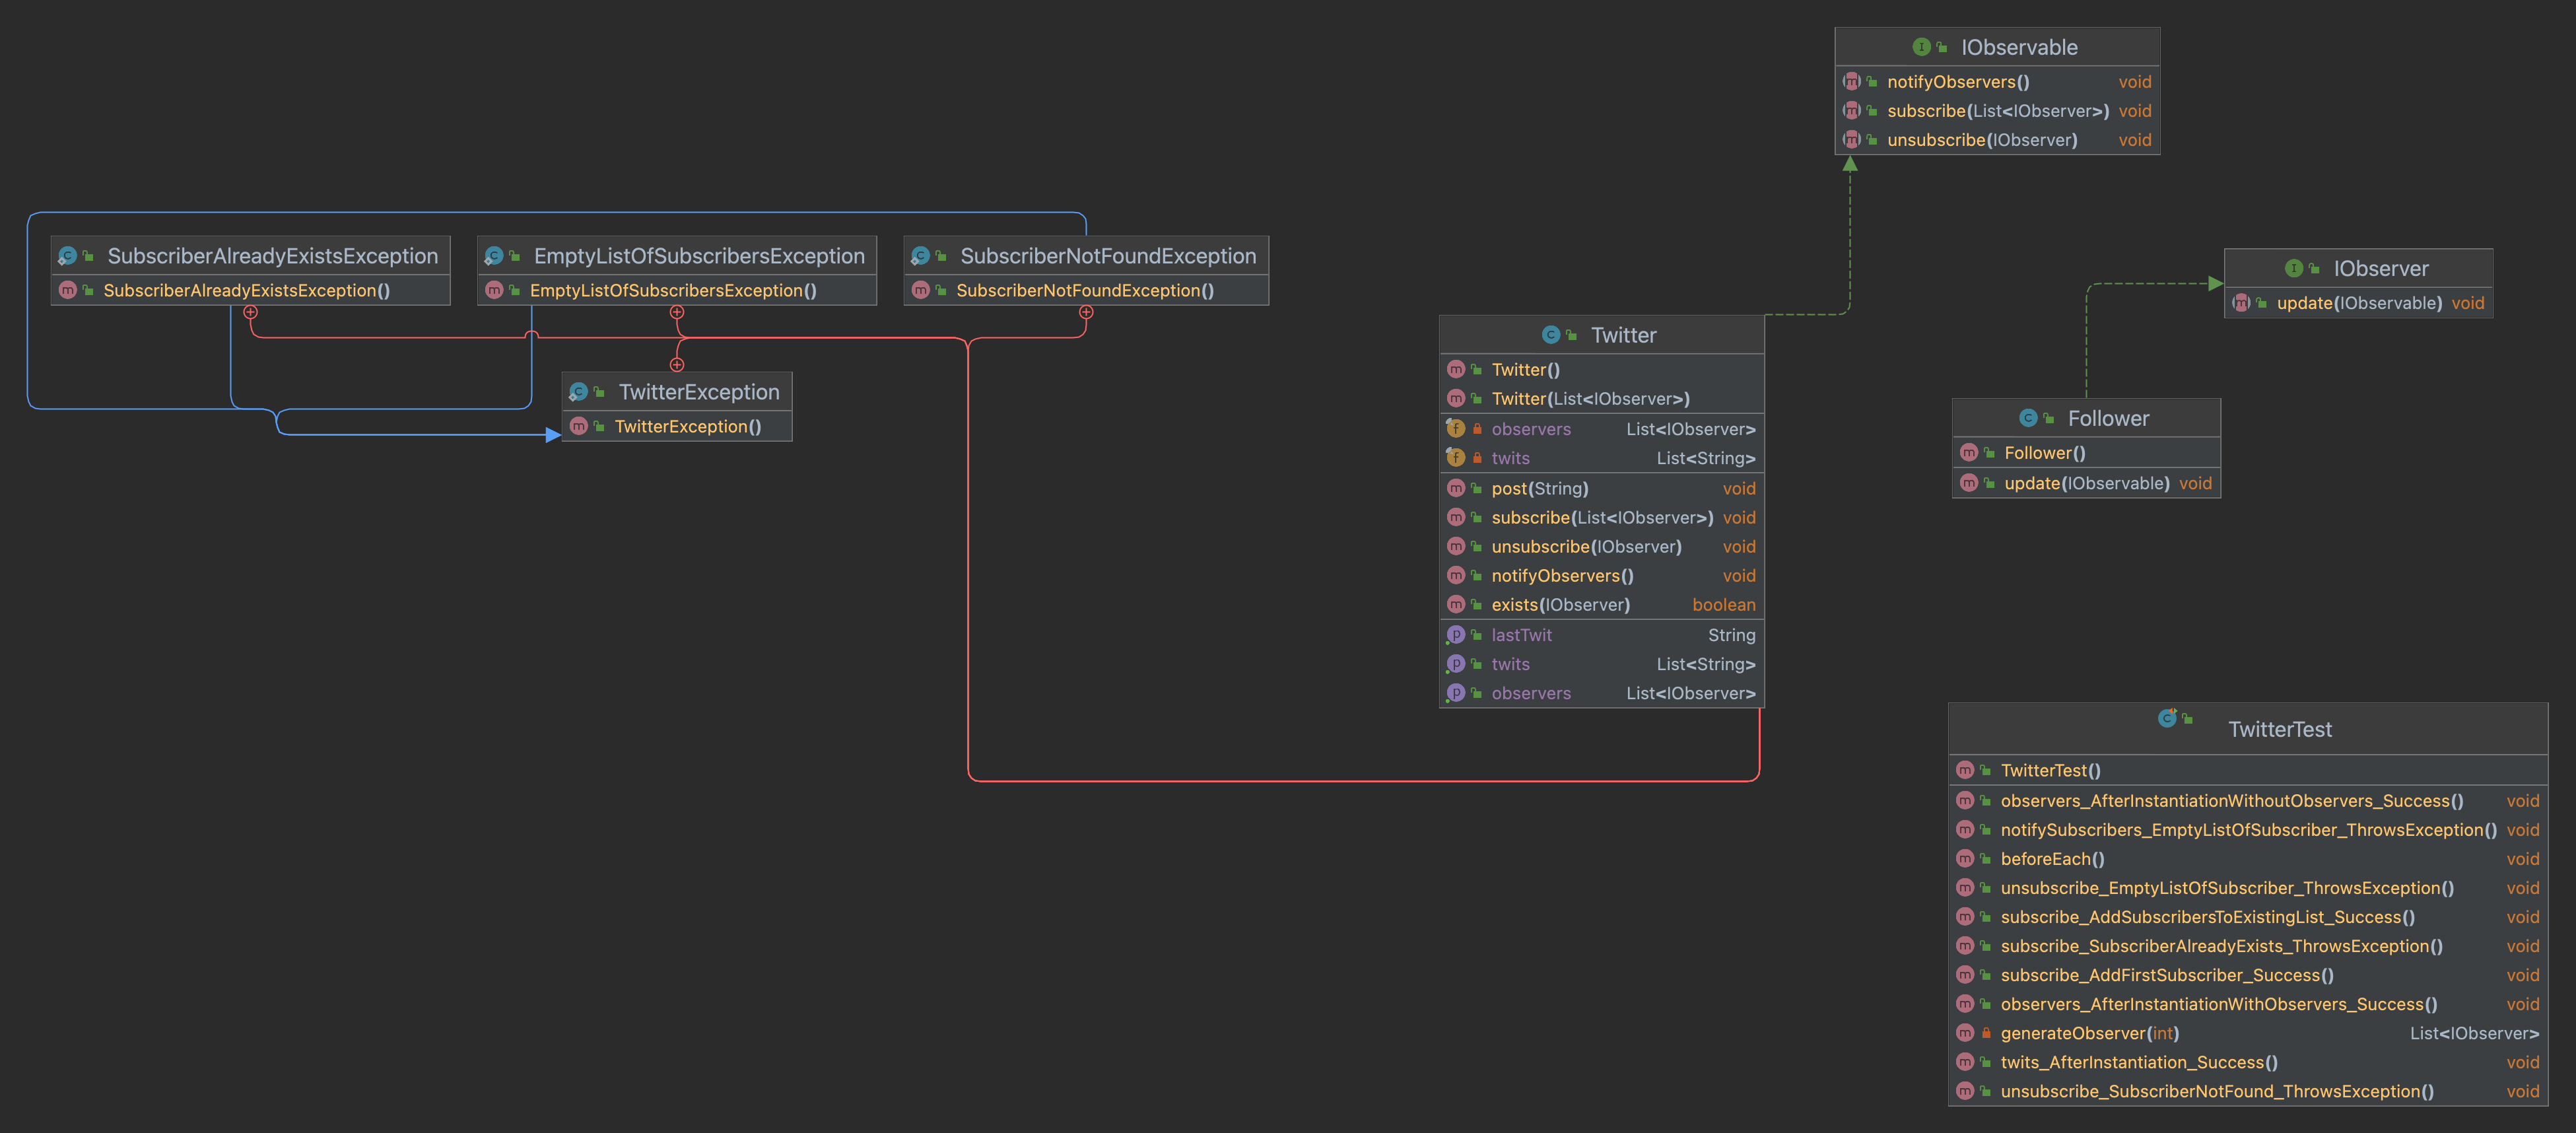 IObservable
notifyObservers() void
subscribe(List<IObserver>) void
unsubscribe(IObserver) void
SubscriberAlreadyExistsException
SubscriberAlreadyExistsException()
EmptyListOfSubscribersException
EmptyListOfSubscribersException()
SubscriberNotFoundException
SubscriberNotFoundException()
IObserver
update(IObservable) void
TwitterException
TwitterException()
Twitter
Twitter()
Twitter(List<IObserver>)
observers List<IObserver>
twits List<String>
post(String) void
subscribe(List<IObserver>) void
unsubscribe(IObserver) void
notifyObservers() void
exists(IObserver) boolean
lastTwit String
twits List<String>
observers List<IObserver>
Follower
Follower()
update(IObservable) void
TwitterTest
TwitterTest()
observers_AfterInstantiationWithoutObservers_Success() void
notifySubscribers_EmptyListOfSubscriber_ThrowsException() void
beforeEach() void
unsubscribe_EmptyListOfSubscriber_ThrowsException() void
subscribe_AddSubscribersToExistingList_Success() void
subscribe_SubscriberAlreadyExists_ThrowsException() void
subscribe_AddFirstSubscriber_Success() void
observers_AfterInstantiationWithObservers_Success() void
generateObserver(int) List<IObserver>
twits_AfterInstantiation_Success() void
unsubscribe_SubscriberNotFound_ThrowsException() void